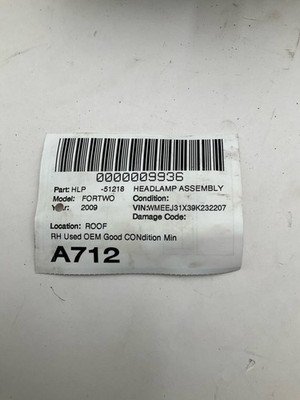 0000009936
Part: HLP -51218 HEADLAMP ASSEMBLY
Model: FORTWO Condition:
Year: 2009 VIN:WMEEJ31X39K232207
Damage Code:
Location: ROOF
RH Used OEM Good CONdition Min
A712